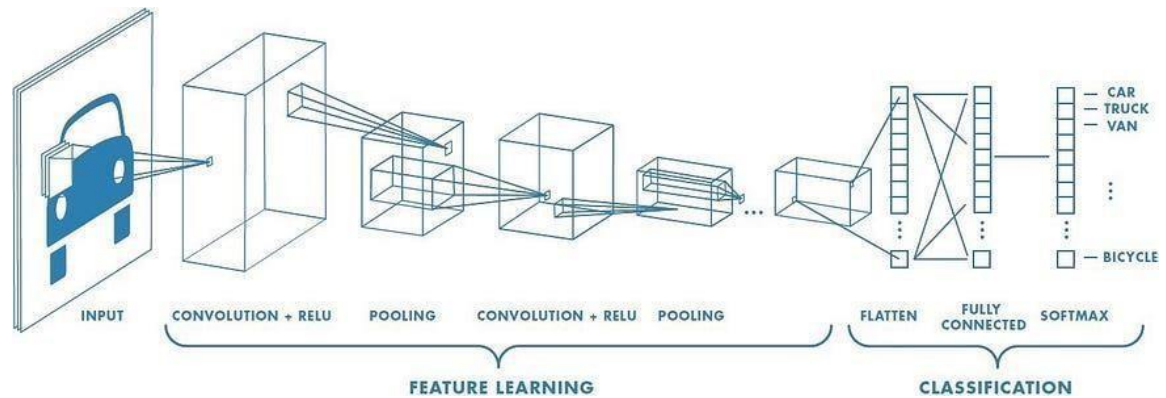 CAR
TRUCK
VAN
BICYCLE
INPUT
CONVOLUTION + RELU
POOLING
CONVOLUTION + RELU
POOLING
FLATTEN
FULLY
CONNECTED
SOFTMAX
FEATURE LEARNING
CLASSIFICATION